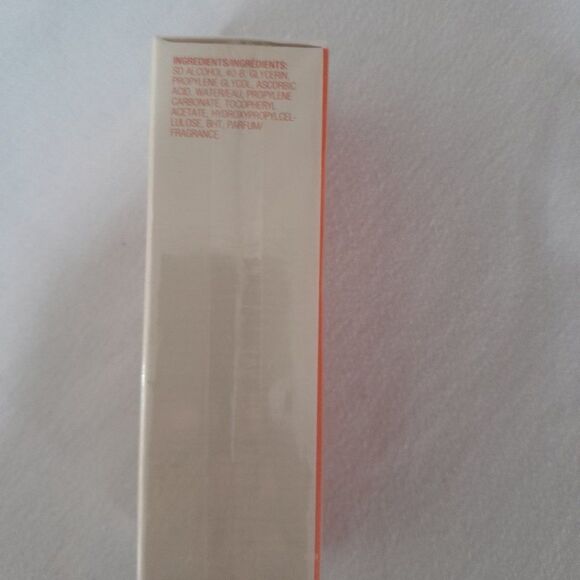 INGREDIENTS/INGRÉDIENTS:
SD ALCOHOL 40-B, GLYCERIN,
PROPYLENE GLYCOL, ASCORBIC
ACID, WATER/EAU, PROPYLENE
CARBONATE, TOCOPHERYL
ACETATE, HYDROXYPROPYLCEL-
LULOSE, BHT, PARFUM/
FRAGRANCE